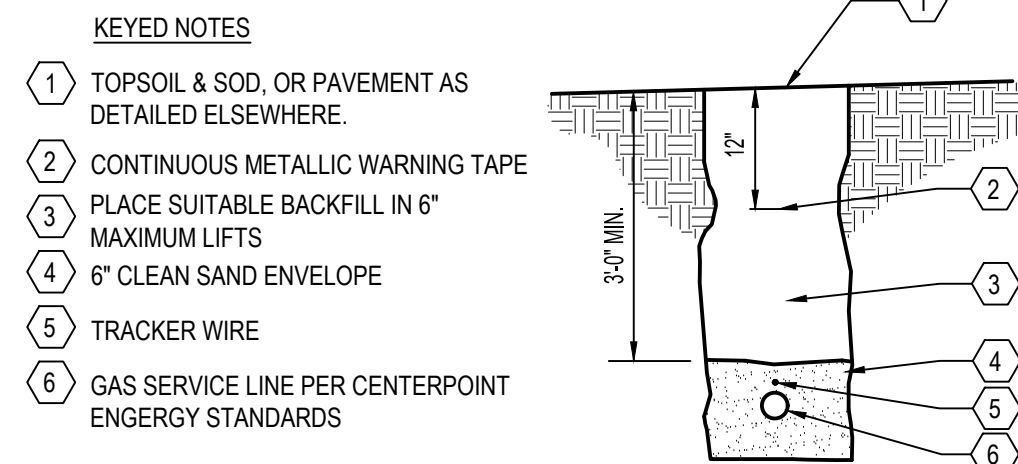 KEYED NOTES
1 TOPSOIL & SOD, OR PAVEMENT AS
DETAILED ELSEWHERE.
2 CONTINUOUS METALLIC WARNING TAPE
3 PLACE SUITABLE BACKFILL IN 6"
MAXIMUM LIFTS
4 6" CLEAN SAND ENVELOPE
5 TRACKER WIRE
6 GAS SERVICE LINE PER CENTERPOINT
ENGERGY STANDARDS
1
12"
2
3'-0" MIN.
3
4
5
6